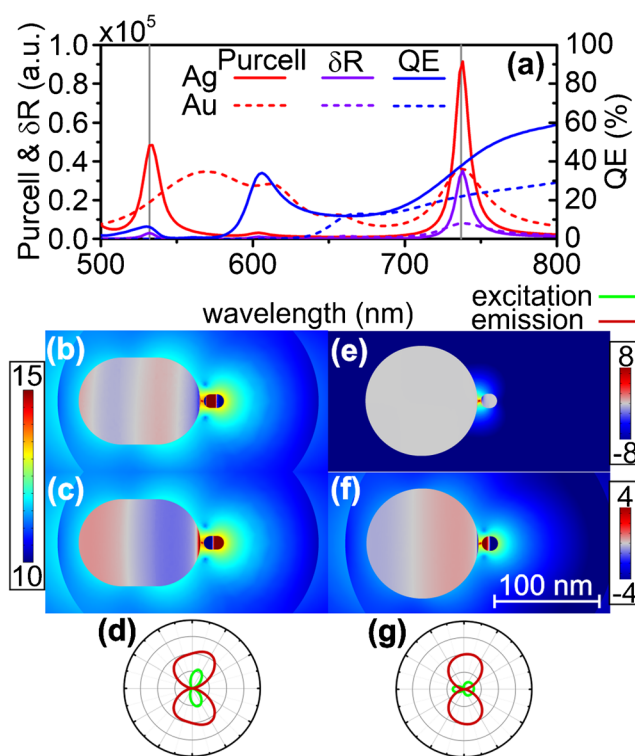 x10⁵
1.0
0.8
0.6
0.4
0.2
0.0
Purcell & δR (a.u.)
Purcell δR QE (a)
Ag
Au
100
80
60
40
20
0
QE (%)
500 600 700 800
wavelength (nm)
excitation
emission
(b)
(e)
15
10
8
-8
(c)
(f)
4
-4
100 nm
(d)
(g)